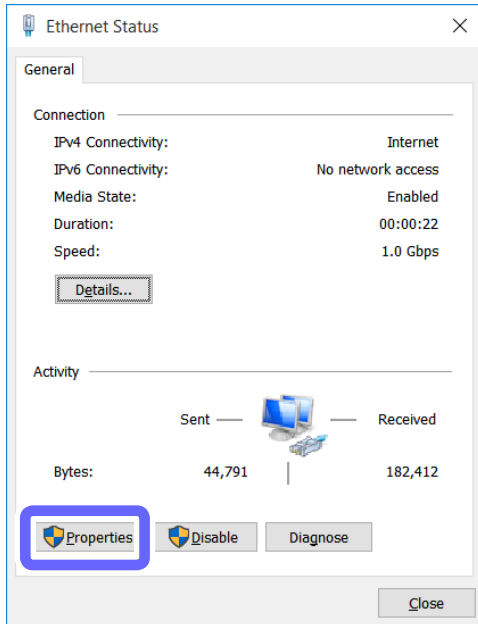 Ethernet Status
General
Connection
IPv4 Connectivity: Internet
IPv6 Connectivity: No network access
Media State: Enabled
Duration: 00:00:22
Speed: 1.0 Gbps
Details...
Activity
Sent Received
Bytes: 44,791 182,412
Properties Disable Diagnose
Close